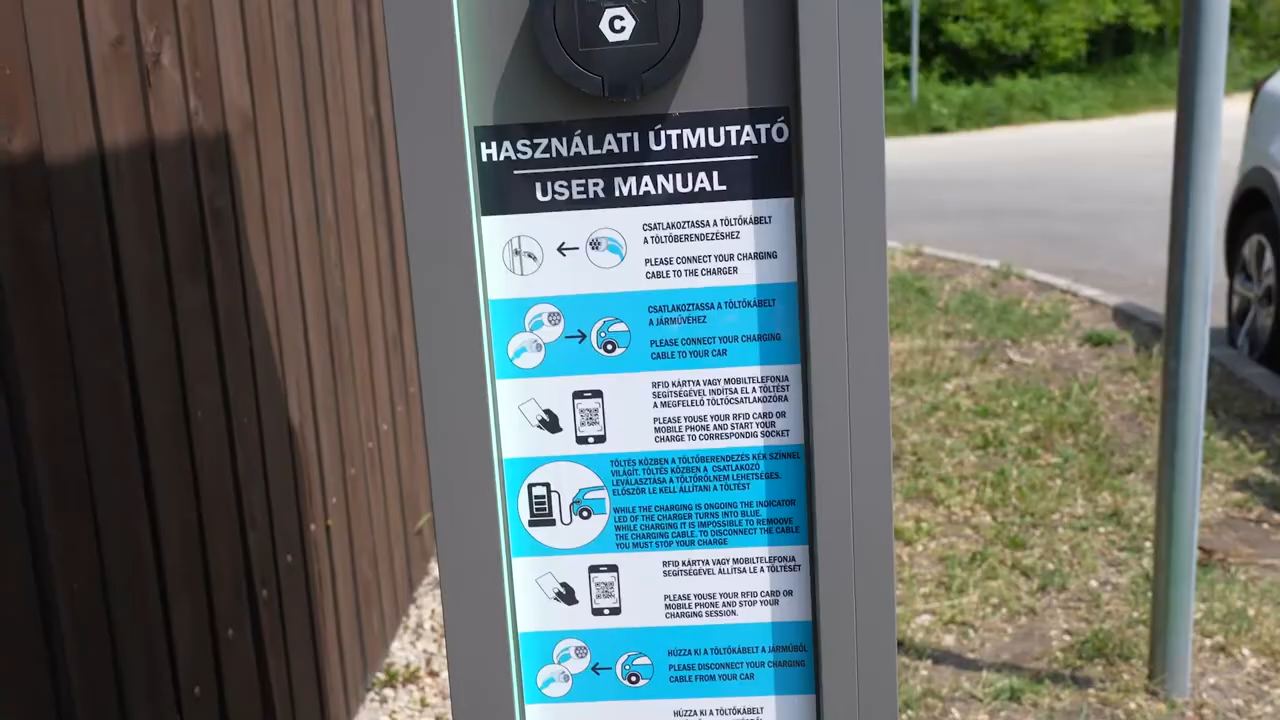 C
HASZNÁLATI ÚTMUTATÓ
USER MANUAL
CSATLAKOZTASSA A TÖLTŐKÁBELT
A TÖLTŐBERENDEZÉSHEZ
PLEASE CONNECT YOUR CHARGING
CABLE TO THE CHARGER
CSATLAKOZTASSA A TÖLTŐKÁBELT
A JÁRMŰVÉHEZ
PLEASE CONNECT YOUR CHARGING
CABLE TO YOUR CAR
RFID KÁRTYA VAGY MOBILTELEFONJA
SEGÍTSÉGÉVEL INDÍTSA EL A TÖLTÉST
A MEGFELELŐ TÖLTŐCSATLAKOZÓRA
PLEASE YOUSE YOUR RFID CARD OR
MOBILE PHONE AND START YOUR
CHARGE TO CORRESPONDIG SOCKET
TÖLTÉS KÖZBEN A TÖLTŐBERENDEZÉS KÉK SZÍNNEL
VILÁGÍT. TÖLTÉS KÖZBEN A CSATLAKOZÓ
LEVÁLASZTÁSA A TÖLTŐRŐL NEM LEHETSÉGES.
ELŐSZÖR LE KELL ÁLLÍTANI A TÖLTÉST
WHILE THE CHARGING IS ONGOING THE INDICATOR
LED OF THE CHARGER TURNS INTO BLUE.
WHILE CHARGING IT IS IMPOSSIBLE TO REMOOVE
THE CHARGING CABLE. TO DISCONNECT THE CABLE
YOU MUST STOP YOUR CHARGE
RFID KÁRTYA VAGY MOBILTELEFONJA
SEGÍTSÉGÉVEL ÁLLÍTSA LE A TÖLTÉSÉT
PLEASE YOUSE YOUR RFID CARD OR
MOBILE PHONE AND STOP YOUR
CHARGING SESSION.
HÚZZA KI A TÖLTŐKÁBELT A JÁRMŰBŐL
PLEASE DISCONNECT YOUR CHARGING
CABLE FROM YOUR CAR
HÚZZA KI A TÖLTŐKÁBELT